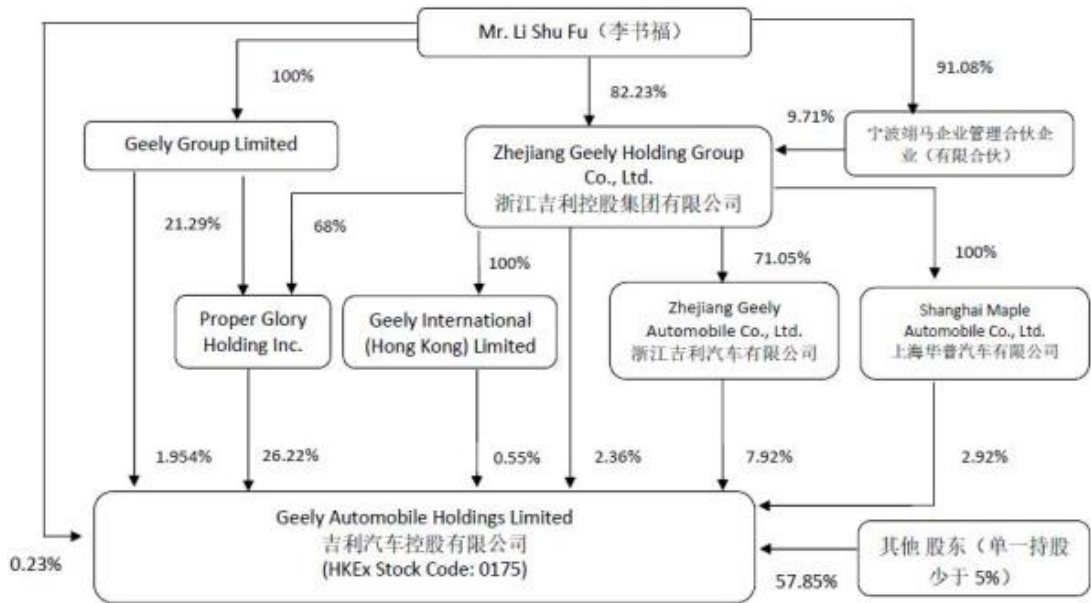 Mr. Li Shu Fu（李书福）
100%
82.23%
91.08%
9.71%
Geely Group Limited
Zhejiang Geely Holding Group
Co., Ltd.
浙江吉利控股集团有限公司
宁波翊马企业管理合伙企
业（有限合伙）
21.29%
68%
100%
71.05%
100%
Proper Glory
Holding Inc.
Geely International
(Hong Kong) Limited
Zhejiang Geely
Automobile Co., Ltd.
浙江吉利汽车有限公司
Shanghai Maple
Automobile Co., Ltd.
上海华普汽车有限公司
1.954%
26.22%
0.55%
2.36%
7.92%
2.92%
Geely Automobile Holdings Limited
吉利汽车控股有限公司
(HKEx Stock Code: 0175)
0.23%
57.85%
其他 股东（单一持股
少于 5%）